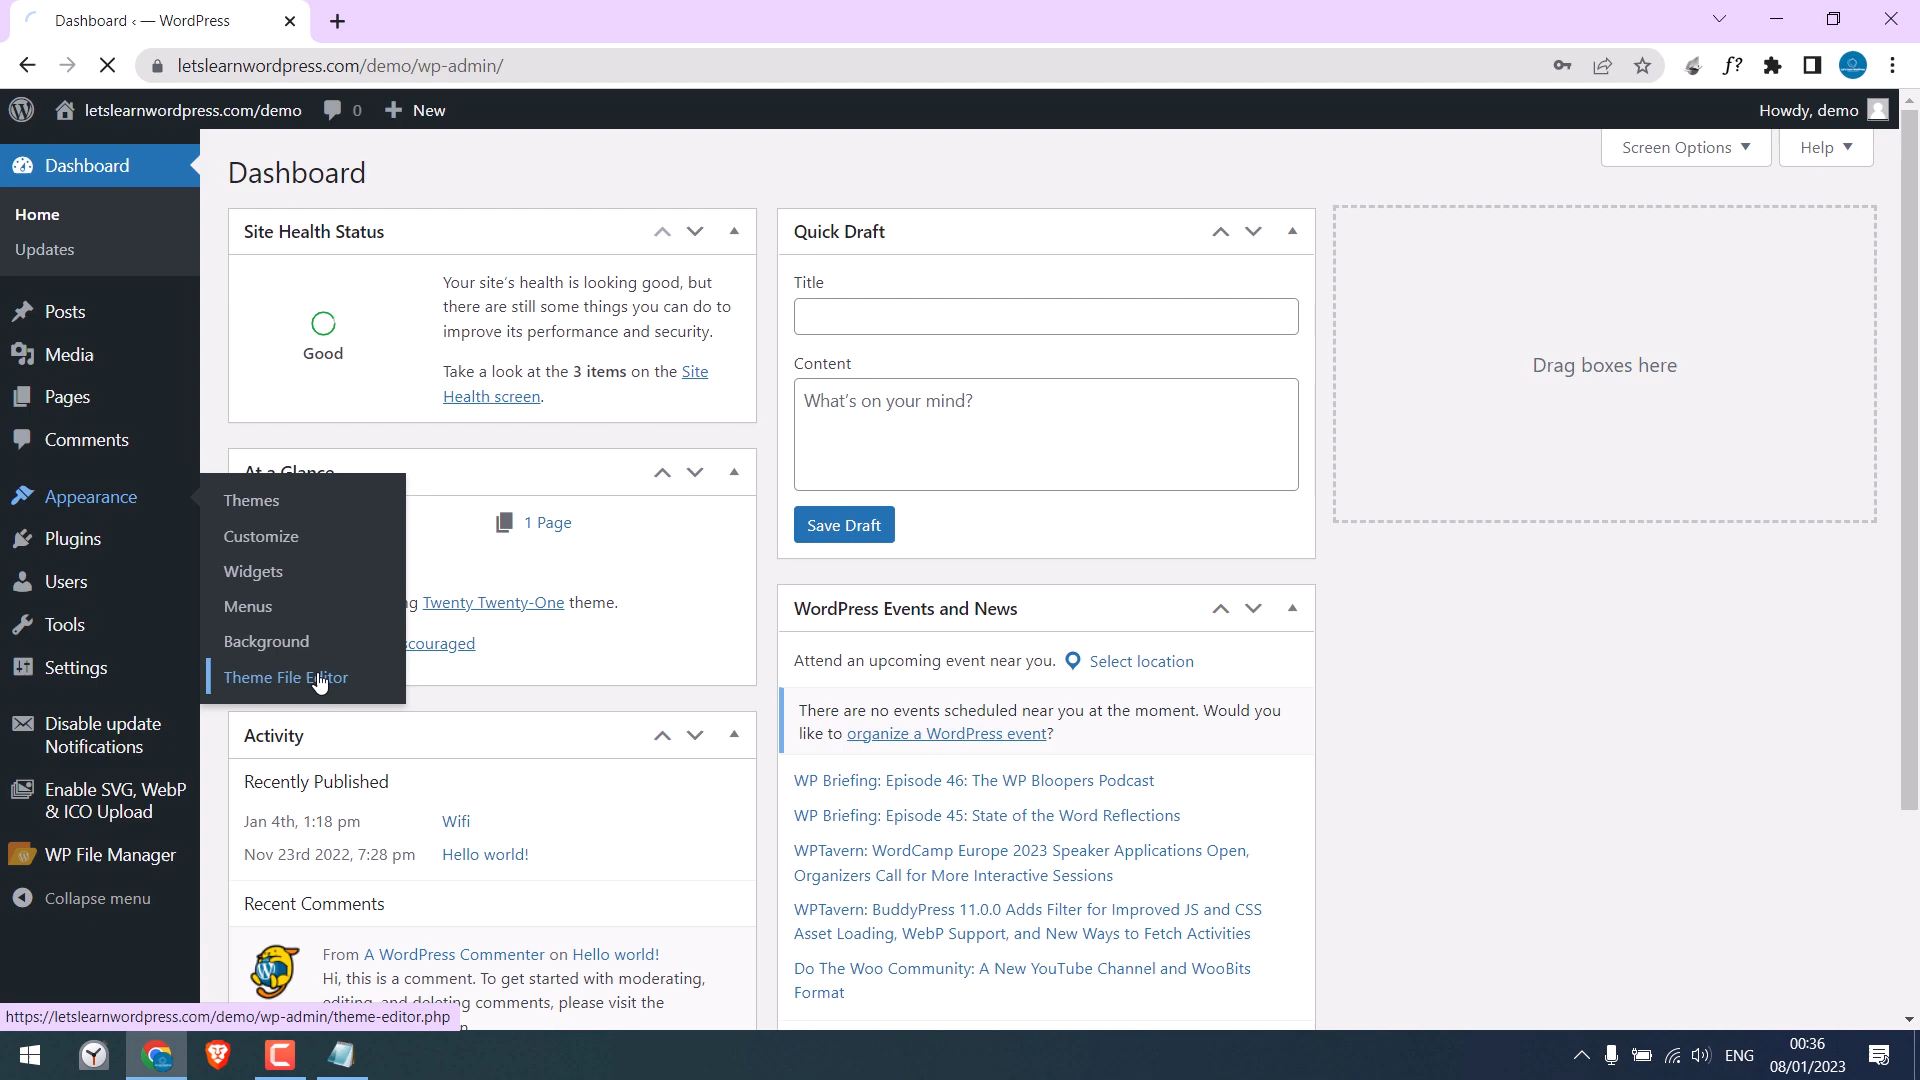 Dashboard ‹ — WordPress
letslearnwordpress.com/demo/wp-admin/
f?
letslearnwordpress.com/demo
0
New
Howdy, demo
Dashboard
Home
Updates
Posts
Media
Pages
Comments
Appearance
Plugins
Users
Tools
Settings
Disable update
Notifications
Enable SVG, WebP
& ICO Upload
WP File Manager
Collapse menu
Themes
Customize
Widgets
Menus
Background
Theme File Editor
Dashboard
Screen Options
Help
Site Health Status
Good
Your site's health is looking good, but
there are still some things you can do to
improve its performance and security.
Take a look at the 3 items on the Site
Health screen.
At a Glance
1 Page
Twenty Twenty-One theme.
Activity
Recently Published
Jan 4th, 1:18 pm Wifi
Nov 23rd 2022, 7:28 pm Hello world!
Recent Comments
From A WordPress Commenter on Hello world!
Hi, this is a comment. To get started with moderating,
editing, and deleting comments, please visit the
Quick Draft
Title
Content
What's on your mind?
Save Draft
WordPress Events and News
Attend an upcoming event near you. Select location
There are no events scheduled near you at the moment. Would you
like to organize a WordPress event?
WP Briefing: Episode 46: The WP Bloopers Podcast
WP Briefing: Episode 45: State of the Word Reflections
WPTavern: WordCamp Europe 2023 Speaker Applications Open,
Organizers Call for More Interactive Sessions
WPTavern: BuddyPress 11.0.0 Adds Filter for Improved JS and CSS
Asset Loading, WebP Support, and New Ways to Fetch Activities
Do The Woo Community: A New YouTube Channel and WooBits
Format
Drag boxes here
https://letslearnwordpress.com/demo/wp-admin/theme-editor.php
ENG
00:36
08/01/2023